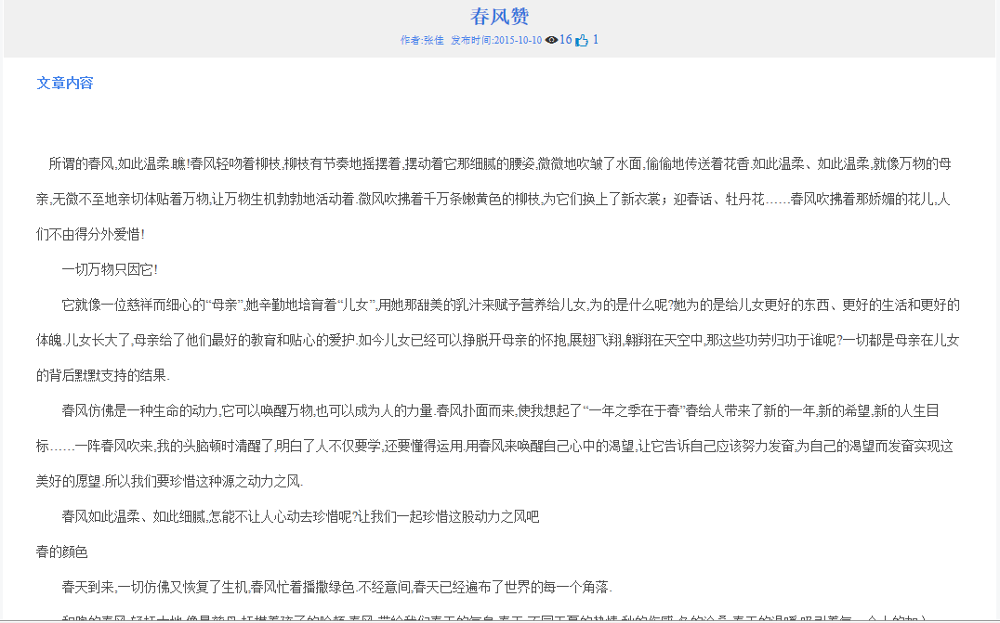 春风赞
作者:张佳 发布时间:2015-10-10 16 1
文章内容
所谓的春风,如此温柔.瞧!春风轻吻着柳枝,柳枝有节奏地摇摆着,摆动着它那细腻的腰姿,微微地吹皱了水面,偷偷地传送着花香.如此温柔、如此温柔,就像万物的母
亲,无微不至地亲切体贴着万物,让万物生机勃勃地活动着.微风吹拂着千万条嫩黄色的柳枝,为它们换上了新衣裳；迎春话、牡丹花……春风吹拂着那娇媚的花儿,人
们不由得分外爱惜!
一切万物只因它!
它就像一位慈祥而细心的“母亲”,她辛勤地培育着“儿女”,用她那甜美的乳汁来赋予营养给儿女,为的是什么呢?她为的是给儿女更好的东西、更好的生活和更好的
体魄.儿女长大了,母亲给了他们最好的教育和贴心的爱护.如今儿女已经可以挣脱开母亲的怀抱,展翅飞翔,翱翔在天空中,那这些功劳归功于谁呢?一切都是母亲在儿女
的背后默默支持的结果.
春风仿佛是一种生命的动力,它可以唤醒万物,也可以成为人的力量.春风扑面而来,使我想起了“一年之季在于春”春给人带来了新的一年,新的希望,新的人生目
标……一阵春风吹来,我的头脑顿时清醒了,明白了人不仅要学,还要懂得运用.用春风来唤醒自己心中的渴望,让它告诉自己应该努力发奋,为自己的渴望而发奋实现这
美好的愿望.所以我们要珍惜这种源之动力之风.
春风如此温柔、如此细腻,怎能不让人心动去珍惜呢?让我们一起珍惜这股动力之风吧
春的颜色
春天到来,一切仿佛又恢复了生机,春风忙着播撒绿色.不经意间,春天已经遍布了世界的每一个角落.